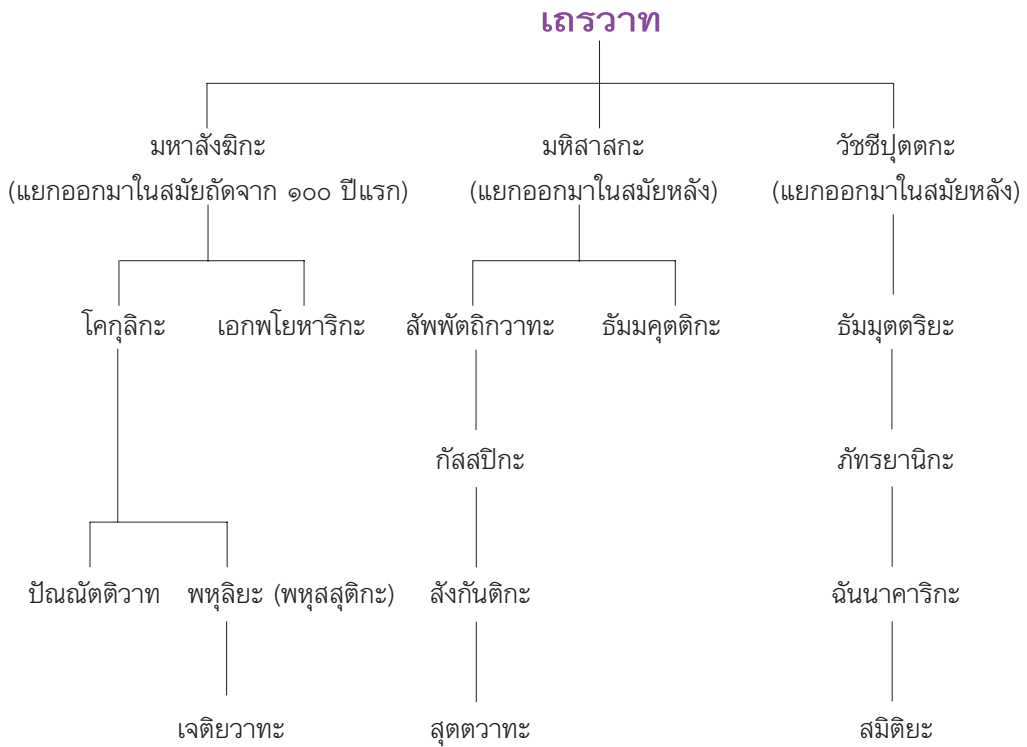 เถรวาท
มหาสังฆิกะ มหิสาสกะ วัชชีปุตตกะ
(แยกออกมาในสมัยถัดจาก ๑๐๐ ปีแรก) (แยกออกมาในสมัยหลัง) (แยกออกมาในสมัยหลัง)
โคกุลิกะ เอกพโยหาริกะ สัพพัตถิกวาทะ ธัมมคุตติกะ ธัมมุตตริยะ
กัสสปิกะ ภัทรยานิกะ
ปัณณัตติวาท พหุลิยะ (พหุสสุติกะ) สังกันติกะ ฉันนาคาริกะ
เจติยวาทะ สุตตวาทะ สมิติยะ